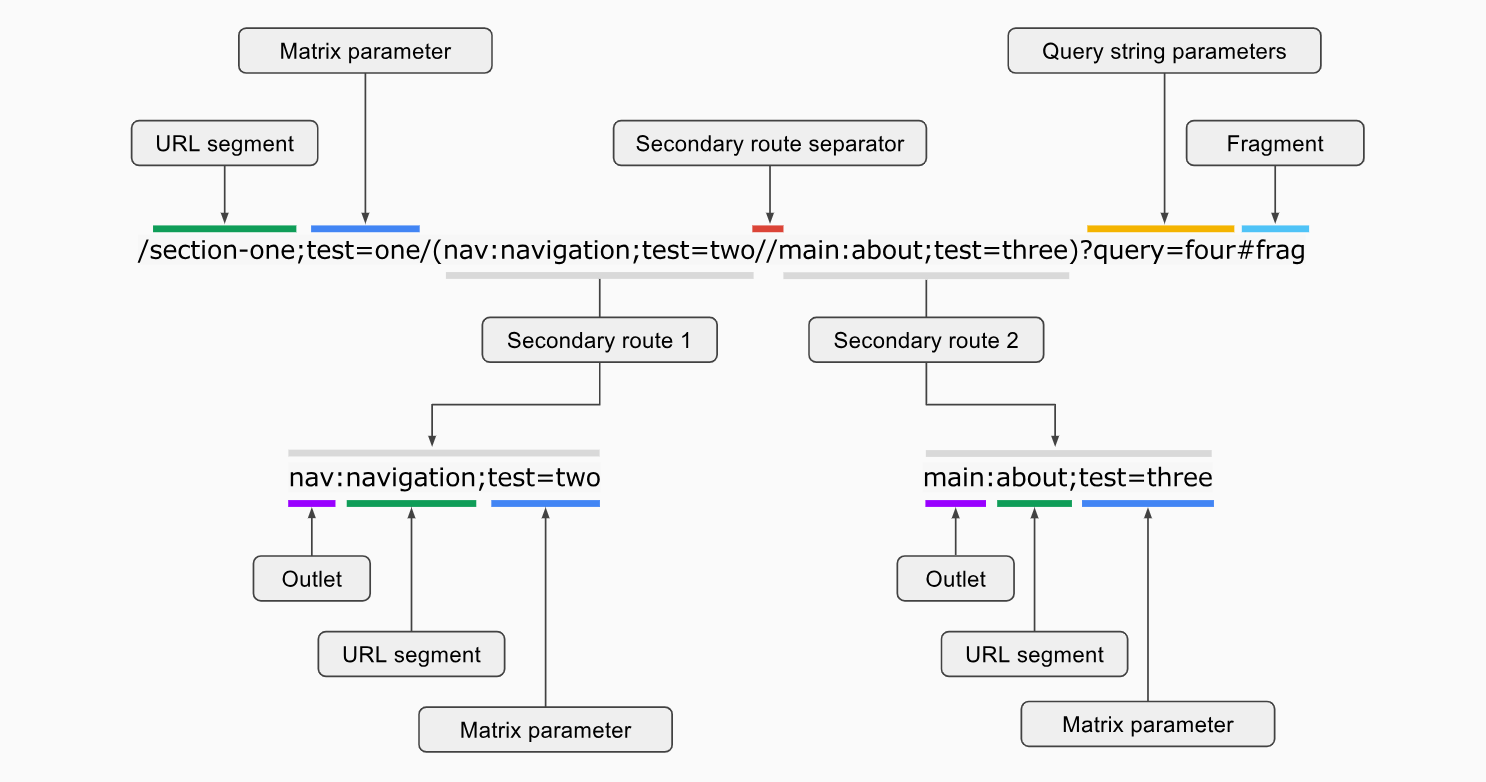 Matrix parameter
Query string parameters
URL segment
Secondary route separator
Fragment
/section-one;test=one/(nav:navigation;test=two//main:about;test=three)?query=four#frag
Secondary route 1
Secondary route 2
nav:navigation;test=two
main:about;test=three
Outlet
Outlet
URL segment
URL segment
Matrix parameter
Matrix parameter